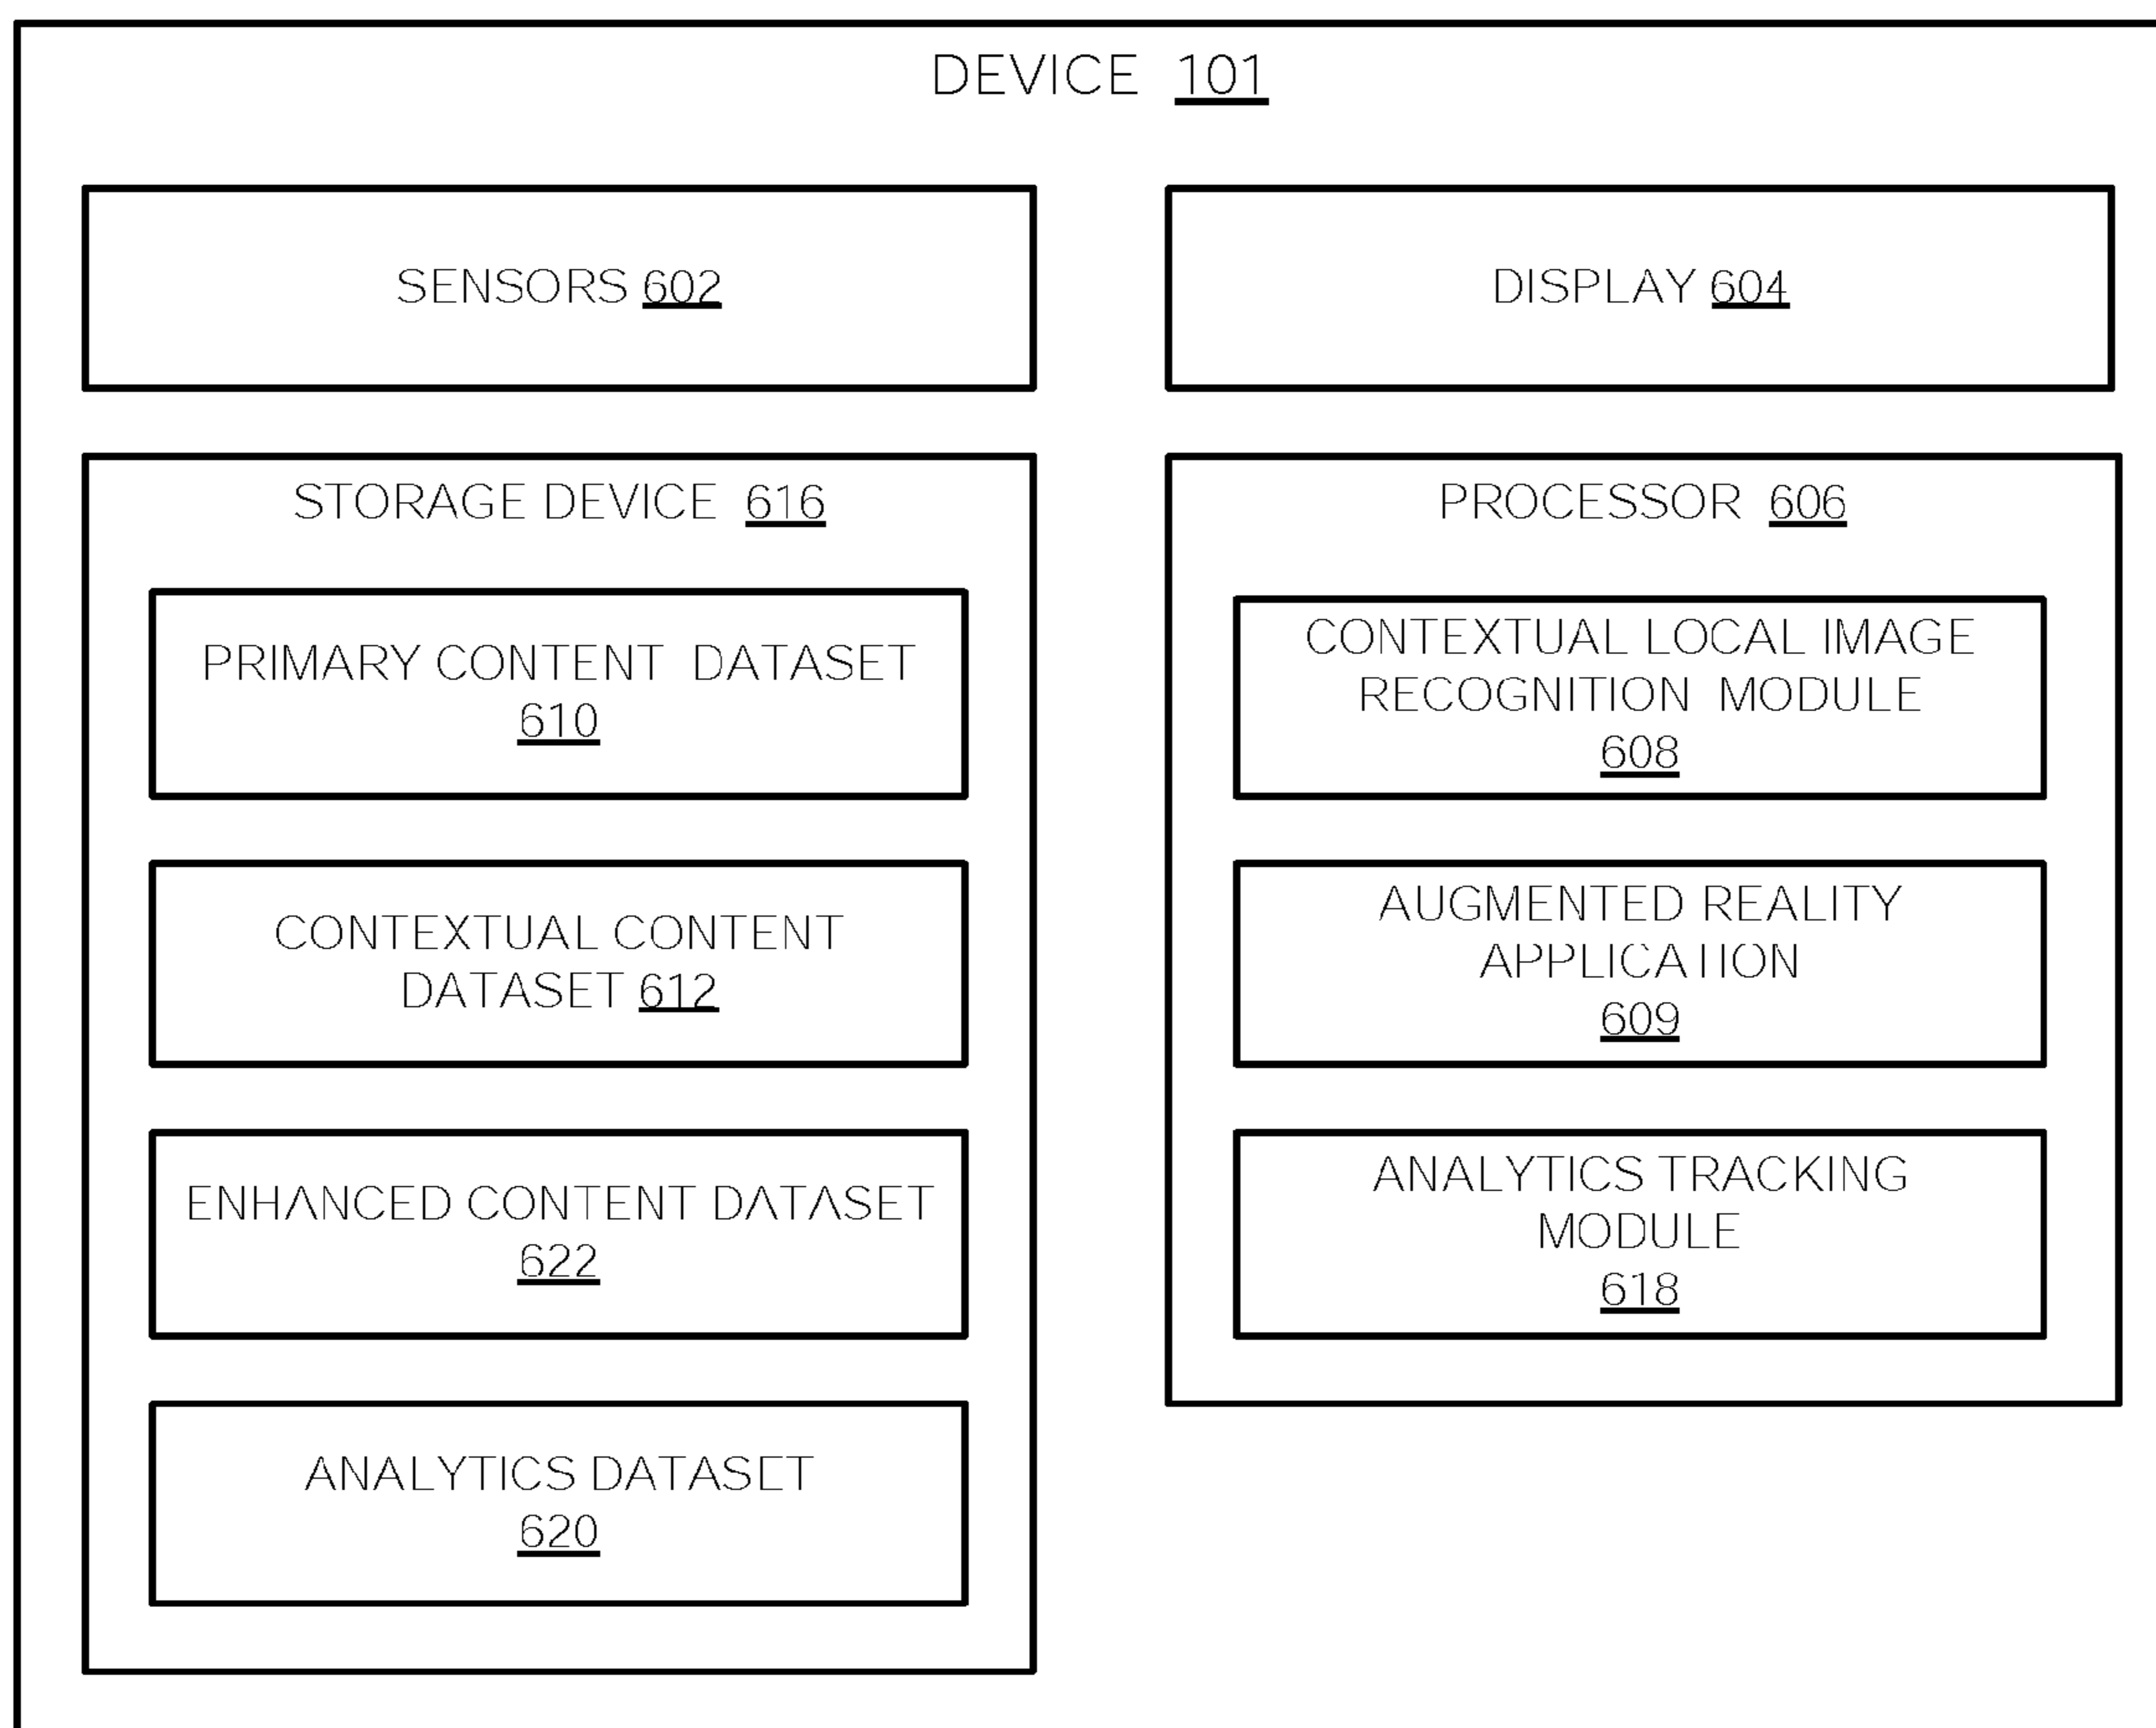 DEVICE 101
SENSORS 602
DISPLAY 604
STORAGE DEVICE 616
PRIMARY CONTENT DATASET
610
CONTEXTUAL CONTENT
DATASET 612
ENHANCED CONTENT DATASET
622
ANALYTICS DATASET
620
PROCESSOR 606
CONTEXTUAL LOCAL IMAGE
RECOGNITION MODULE
608
AUGMENTED REALITY
APPLICATION
609
ANALYTICS TRACKING
MODULE
618